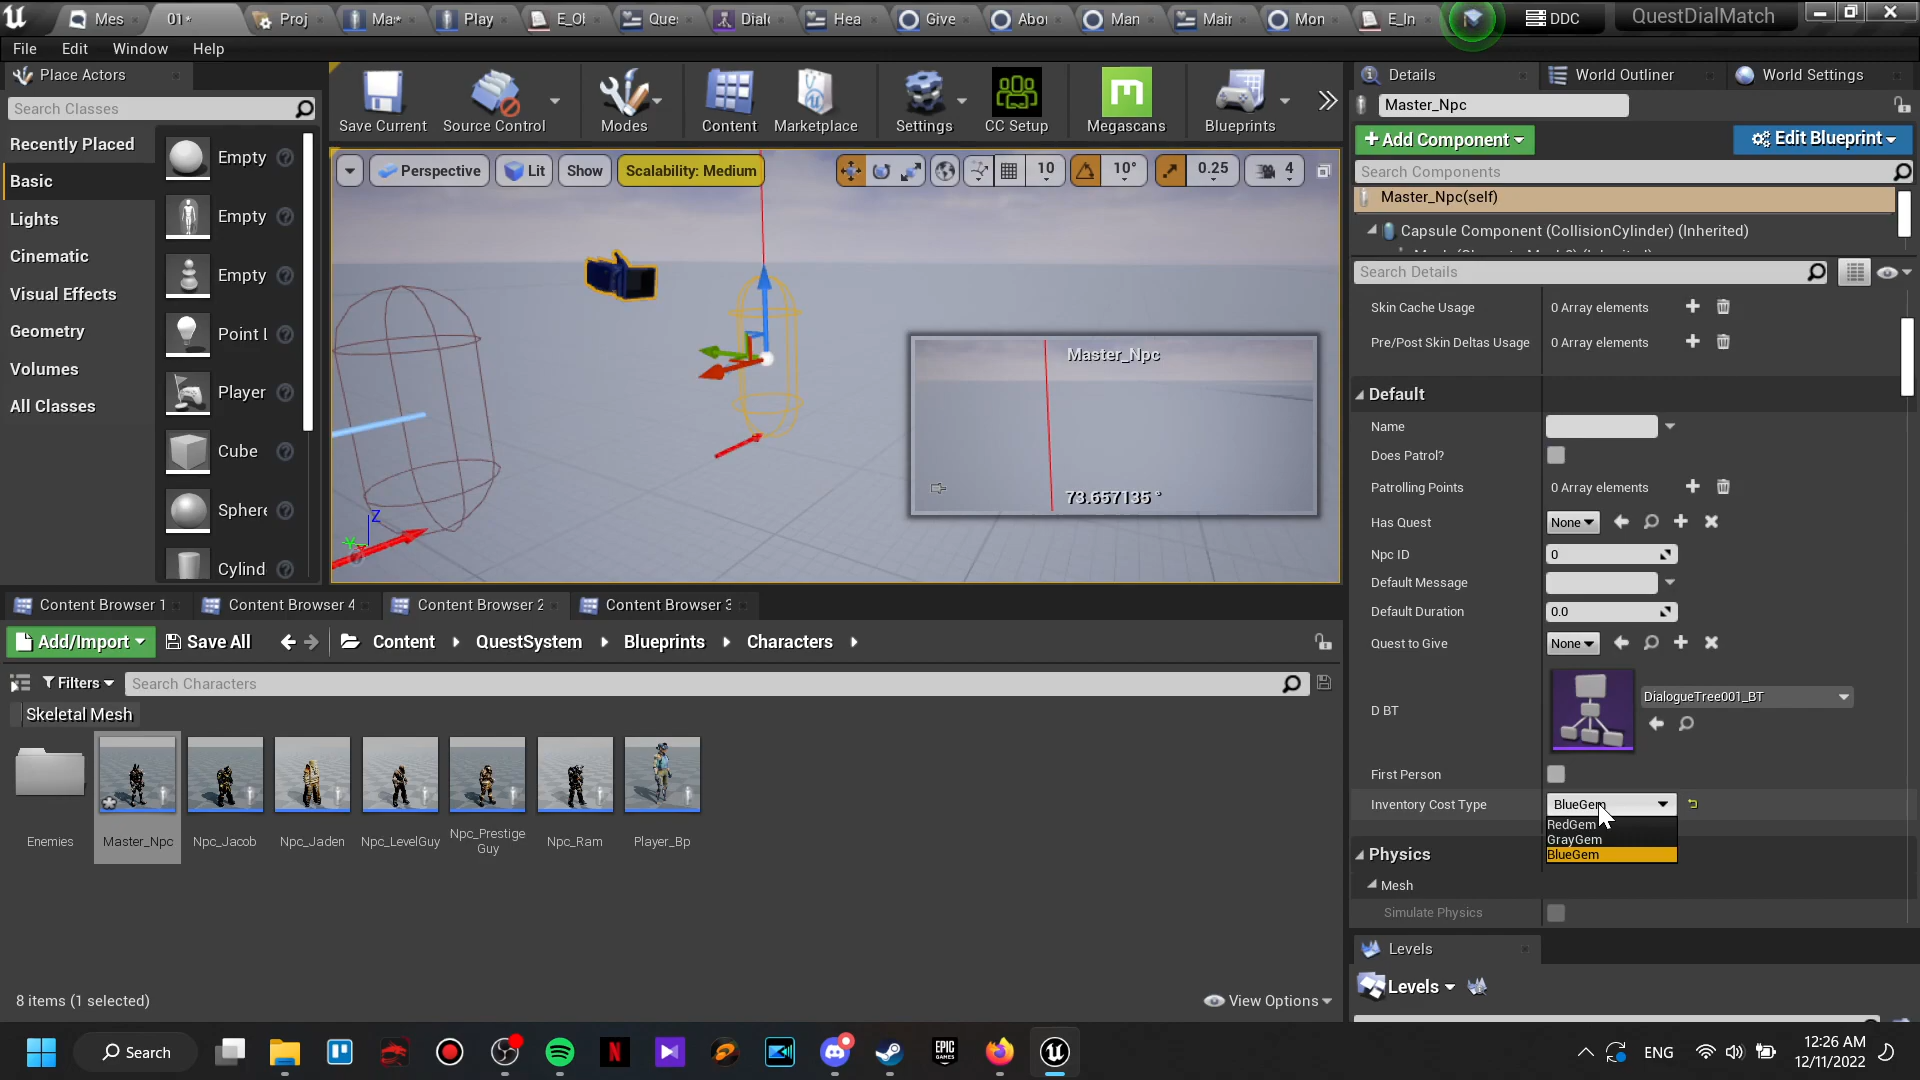 Mes
01*
Proj
Ma*
Play
E_O
Que
Dial
Hea
Give
Abo
Man
Main
Mon
E_In
DDC
QuestDialMatch
File
Edit
Window
Help
Place Actors
Search Classes
Recently Placed
Basic
Lights
Cinematic
Visual Effects
Geometry
Volumes
All Classes
Empty
Empty
Empty
Point L
Player
Cube
Sphere
Cylind
Save Current
Source Control
Modes
Content
Marketplace
Settings
CC Setup
Megascans
Blueprints
Perspective
Lit
Show
Scalability: Medium
10
10°
0.25
4
Master_Npc
73.657135 °
Z
Details
World Outliner
World Settings
Master_Npc
Add Component
Edit Blueprint
Search Components
Master_Npc(self)
Capsule Component (CollisionCylinder) (Inherited)
Search Details
Skin Cache Usage
0 Array elements
Pre/Post Skin Deltas Usage
0 Array elements
Default
Name
Does Patrol?
Patrolling Points
0 Array elements
Has Quest
None
Npc ID
0
Default Message
Default Duration
0.0
Quest to Give
None
D BT
DialogueTree001_BT
First Person
Inventory Cost Type
BlueGem
RedGem
GrayGem
BlueGem
Physics
Mesh
Simulate Physics
Levels
Levels
Content Browser 1
Content Browser 4
Content Browser 2
Content Browser 3
Add/Import
Save All
Content
QuestSystem
Blueprints
Characters
Filters
Search Characters
Skeletal Mesh
Enemies
Master_Npc
Npc_Jacob
Npc_Jaden
Npc_LevelGuy
Npc_Prestige
Guy
Npc_Ram
Player_Bp
8 items (1 selected)
View Options
Search
EPIC
GAMES
ENG
12:26 AM
12/11/2022